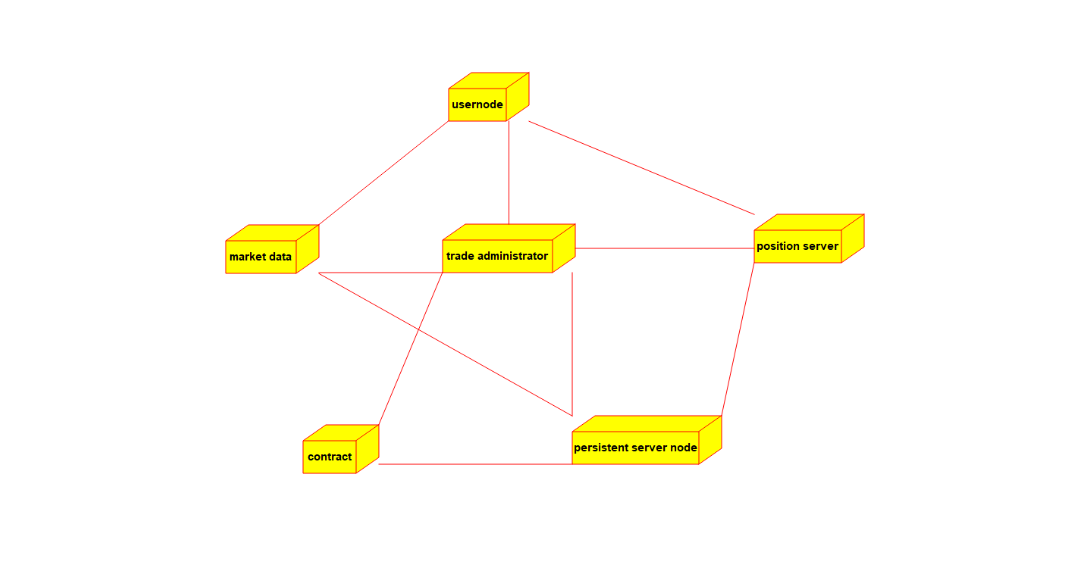 usernode
market data
trade administrator
position server
contract
persistent server node